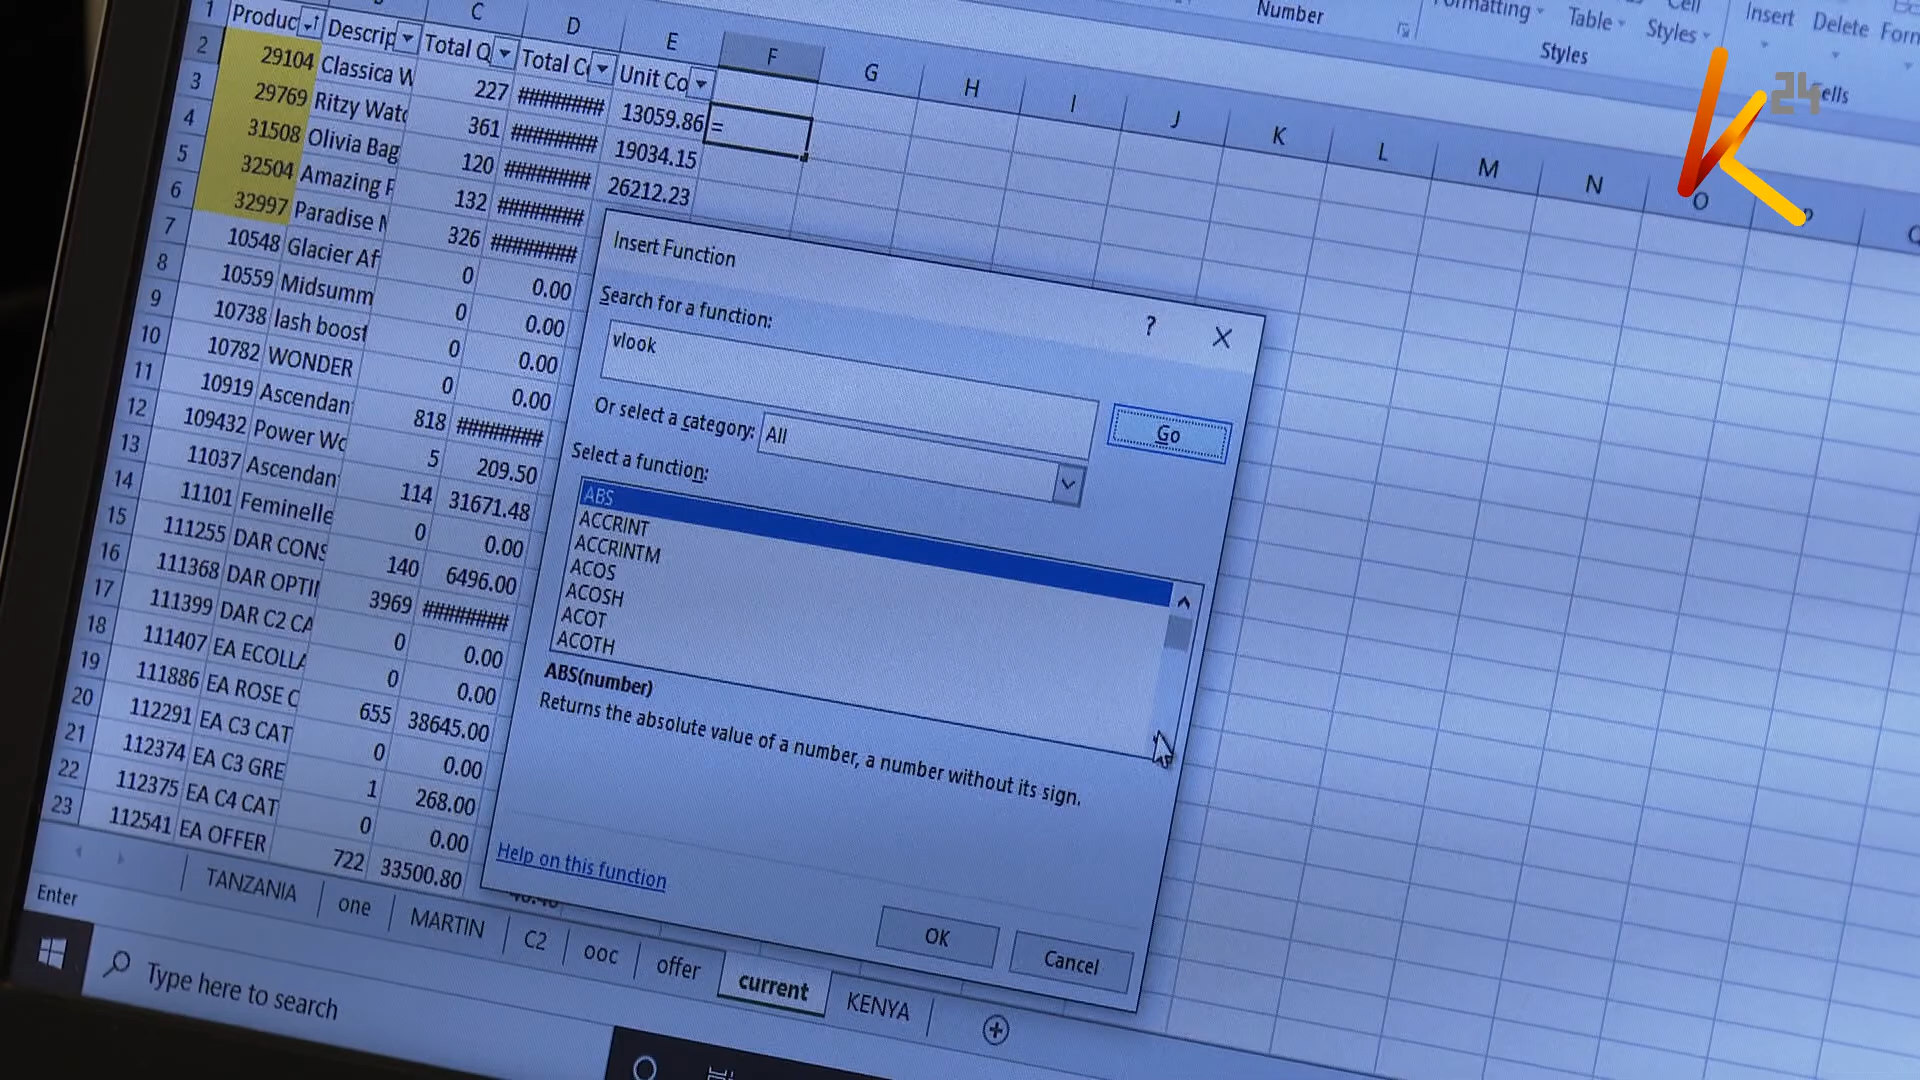 Number
Formatting
Table
Styles
Cell
Styles
Insert Delete Form
Cells
K24
C D E F G H I J K L M N O P
1 Produc Descrip Total Q Total C Unit Co
2 29104 Classica W 227 ######### 13059.86 =
3 29769 Ritzy Watc 361 ######### 19034.15
4 31508 Olivia Bag 120 ######### 26212.23
5 32504 Amazing F 132 #########
6 32997 Paradise M 326 #########
7 10548 Glacier Af 0 0.00
8 10559 Midsumm 0 0.00
9 10738 lash boost 0 0.00
10 10782 WONDER 0 0.00
11 10919 Ascendan 818 #########
12 109432 Power Wo 5 209.50
13 11037 Ascendan 114 31671.48
14 11101 Feminelle 0 0.00
15 111255 DAR CONS 140 6496.00
16 111368 DAR OPTI 3969 #########
17 111399 DAR C2 CA 0 0.00
18 111407 EA ECOLLA 0 0.00
19 111886 EA ROSE C 655 38645.00
20 112291 EA C3 CAT 0 0.00
21 112374 EA C3 GRE 1 268.00
22 112375 EA C4 CAT 0 0.00
23 112541 EA OFFER 722 33500.80
Insert Function
?
Search for a function:
vlook
Go
Or select a category: All
Select a function:
ABS
ACCRINT
ACCRINTM
ACOS
ACOSH
ACOT
ACOTH
ABS(number)
Returns the absolute value of a number, a number without its sign.
Help on this function
OK Cancel
TANZANIA one MARTIN C2 ooc offer current KENYA
Enter
Type here to search